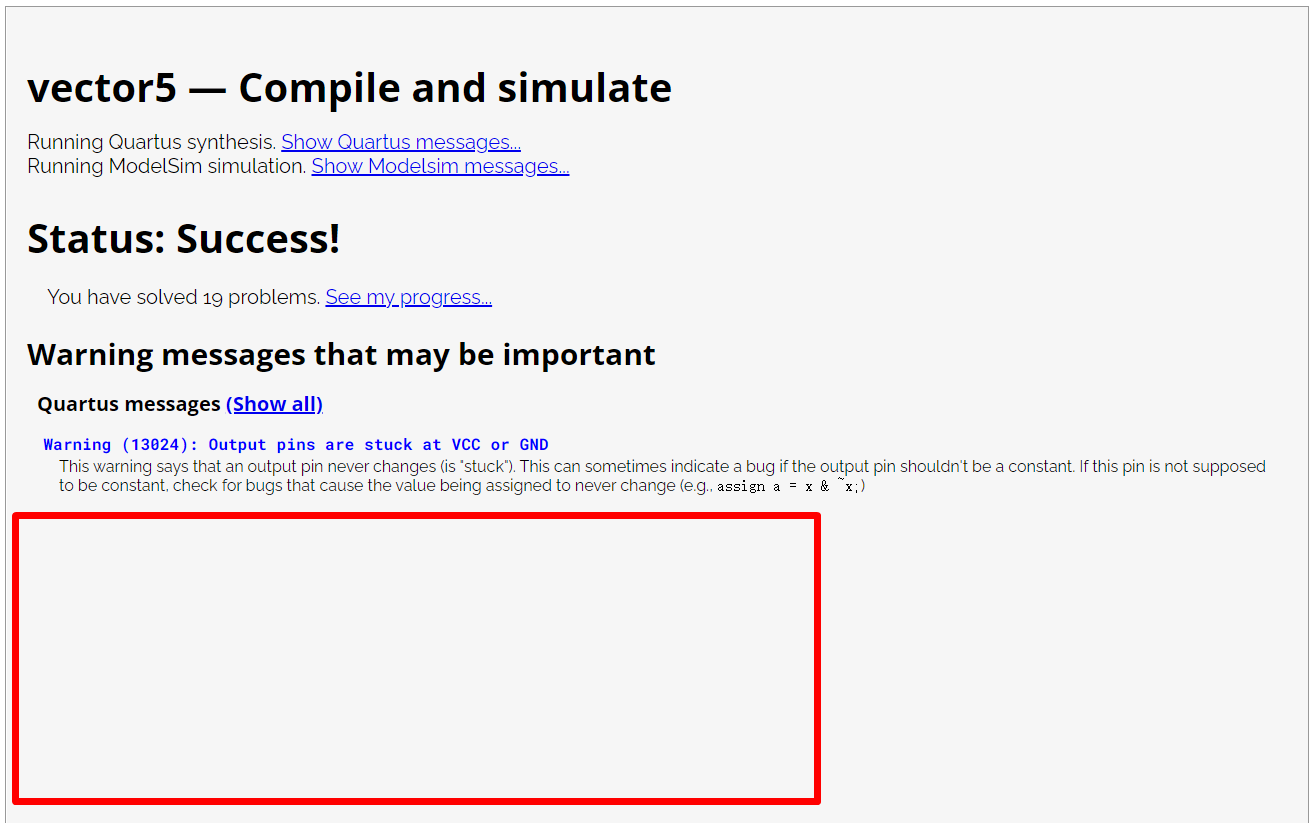 vector5 — Compile and simulate
Running Quartus synthesis. Show Quartus messages...
Running ModelSim simulation. Show Modelsim messages...
Status: Success!
You have solved 19 problems. See my progress...
Warning messages that may be important
Quartus messages (Show all)
Warning (13024): Output pins are stuck at VCC or GND
This warning says that an output pin never changes (is "stuck"). This can sometimes indicate a bug if the output pin shouldn't be a constant. If this pin is not supposed
to be constant, check for bugs that cause the value being assigned to never change (e.g., assign a = x & ~x;)